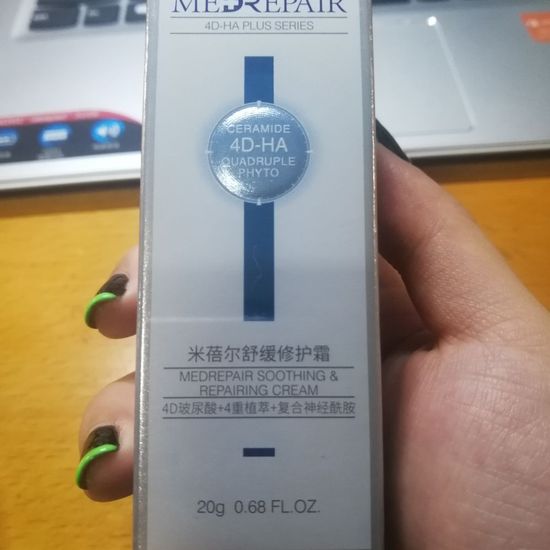 MEDREPAIR
4D-HA PLUS SERIES
CERAMIDE
4D-HA
QUADRUPLE
PHYTO
米蓓尔舒缓修护霜
MEDREPAIR SOOTHING &
REPAIRING CREAM
4D玻尿酸+4重植萃+复合神经酰胺
20g 0.68 FL.OZ.